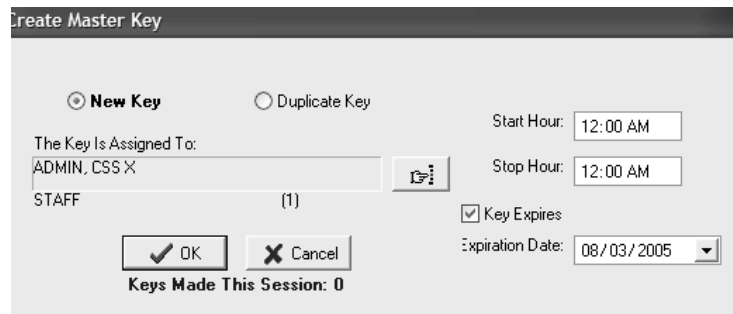 Create Master Key
New Key
Duplicate Key
The Key Is Assigned To:
ADMIN, CSS X
STAFF (1)
OK
Cancel
Keys Made This Session: 0
Start Hour: 12:00 AM
Stop Hour: 12:00 AM
Key Expires
Expiration Date: 08/03/2005